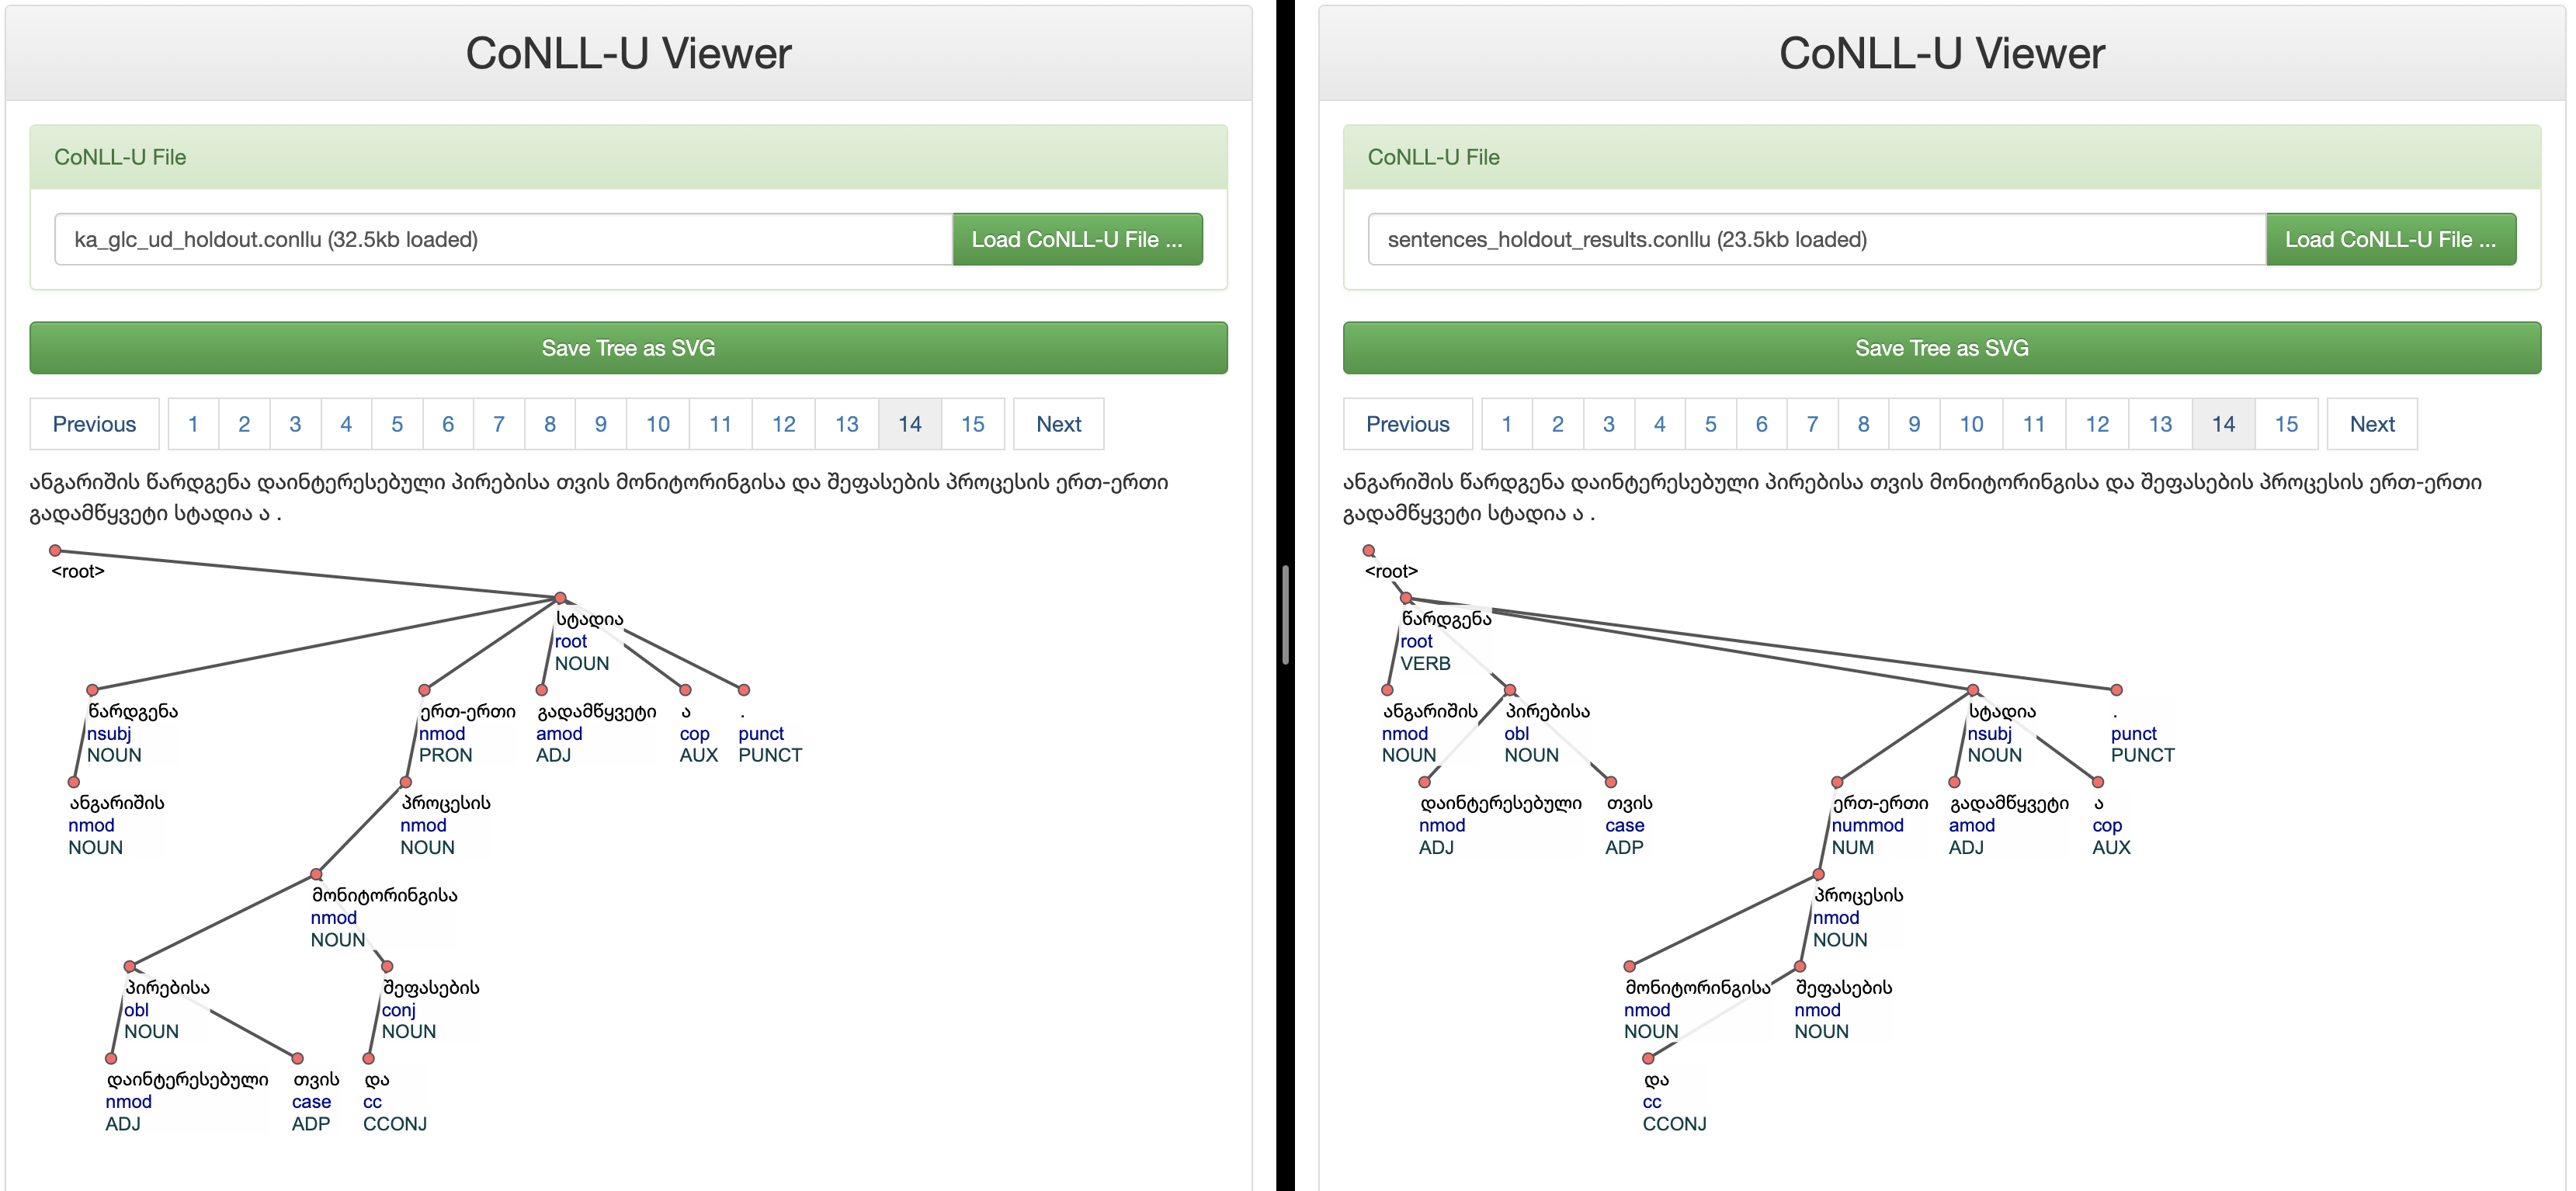 CoNLL-U Viewer
CoNLL-U File
ka_glc_ud_holdout.conllu (32.5kb loaded)
Load CoNLL-U File ...
Save Tree as SVG
Previous 1 2 3 4 5 6 7 8 9 10 11 12 13 14 15 Next
ანგარიშის წარდგენა დაინტერესებული პირებისა თვის მონიტორინგისა და შეფასების პროცესის ერთ-ერთი
გადამწყვეტი სტადია ა .
<root>
სტადია
root
NOUN
წარდგენა ერთ-ერთი გადამწყვეტი ა .
nsubj nmod amod cop punct
NOUN PRON ADJ AUX PUNCT
ანგარიშის პროცესის
nmod nmod
NOUN NOUN
მონიტორინგისა
nmod
NOUN
პირებისა შეფასების
obl conj
NOUN NOUN
დაინტერესებული თვის და
nmod case cc
ADJ ADP CCONJ
CoNLL-U Viewer
CoNLL-U File
sentences_holdout_results.conllu (23.5kb loaded)
Load CoNLL-U File ...
Save Tree as SVG
Previous 1 2 3 4 5 6 7 8 9 10 11 12 13 14 15 Next
ანგარიშის წარდგენა დაინტერესებული პირებისა თვის მონიტორინგისა და შეფასების პროცესის ერთ-ერთი
გადამწყვეტი სტადია ა .
<root>
წარდგენა
root
VERB
ანგარიშის პირებისა სტადია .
nmod obl nsubj punct
NOUN NOUN NOUN PUNCT
დაინტერესებული თვის ერთ-ერთი გადამწყვეტი ა
nmod case nummod amod cop
ADJ ADP NUM ADJ AUX
პროცესის
nmod
NOUN
მონიტორინგისა შეფასების
nmod nmod
NOUN NOUN
და
cc
CCONJ